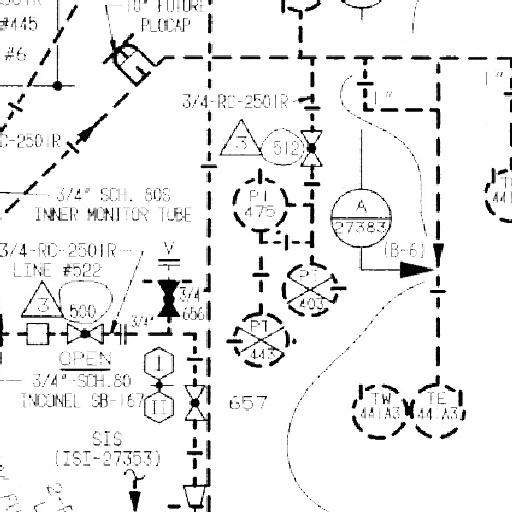 10" FUTURE
PLOCAP
#445
#6
3/4-RC-2501R
1"
1"
3
512
C-2501R
3/4" SCH. 80S
INNER MONITOR TUBE
PI
475
A
27383
(B-6)
3/4-RC-2501R
LINE #522
V
3
500
3/4
656
3/4"
PT
403
PT
443
OPEN
3/4"-SCH.80
INCONEL SB-167
I
II
657
TW
441A3
TE
441A3
SIS
(ISI-27353)